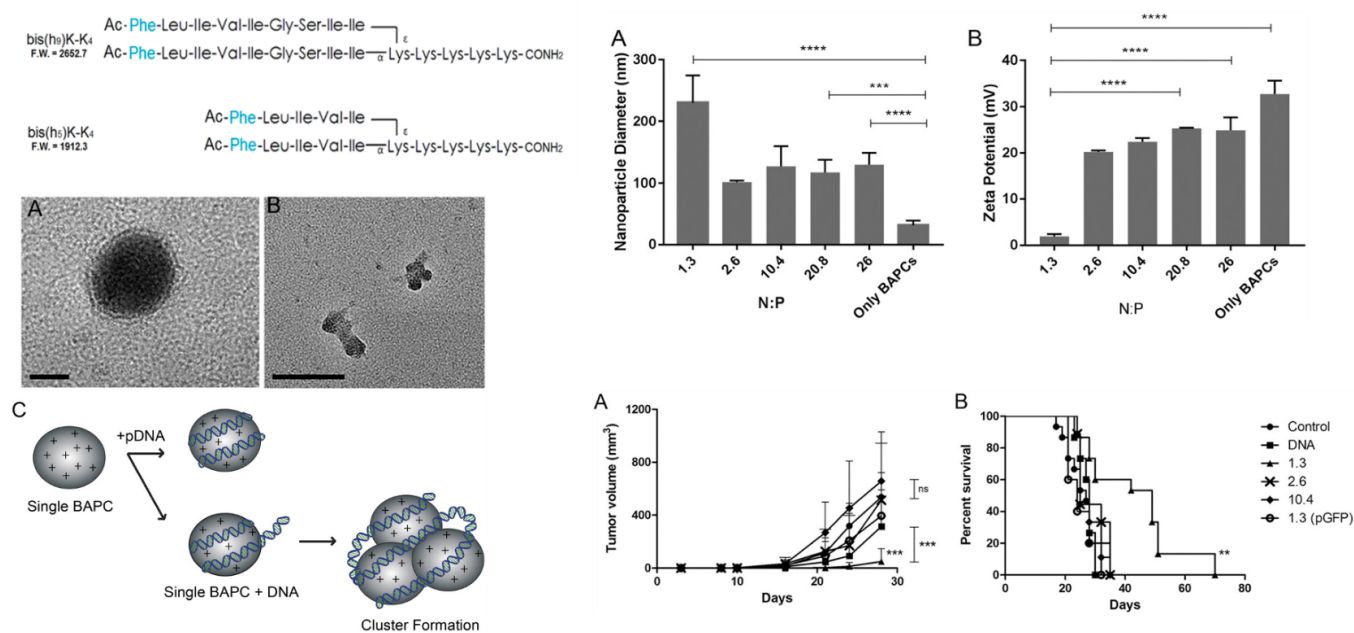 Ac-Phe-Leu-Ile-Val-Ile-Gly-Ser-Ile-Ile
ε
bis(h₉)K-K₄
F.W. = 2652.7
Ac-Phe-Leu-Ile-Val-Ile-Gly-Ser-Ile-Ile
α
Lys-Lys-Lys-Lys-Lys-CONH₂
Ac-Phe-Leu-Ile-Val-Ile
ε
bis(h₅)K-K₄
F.W. = 1912.3
Ac-Phe-Leu-Ile-Val-Ile
α
Lys-Lys-Lys-Lys-Lys-CONH₂
A
B
C
+pDNA
Single BAPC
Single BAPC + DNA
Cluster Formation
A
Nanoparticle Diameter (nm)
300
200
100
0
****
***
****
1.3
2.6
10.4
20.8
26
Only BAPCs
N:P
B
Zeta Potential (mV)
40
30
20
10
0
****
****
****
1.3
2.6
10.4
20.8
26
Only BAPCs
N:P
A
Tumor volume (mm³)
1200
800
400
0
ns
***
***
0
10
20
30
Days
B
Percent survival
100
80
60
40
20
0
**
0
20
40
60
80
Days
Control
DNA
1.3
2.6
10.4
1.3 (pGFP)